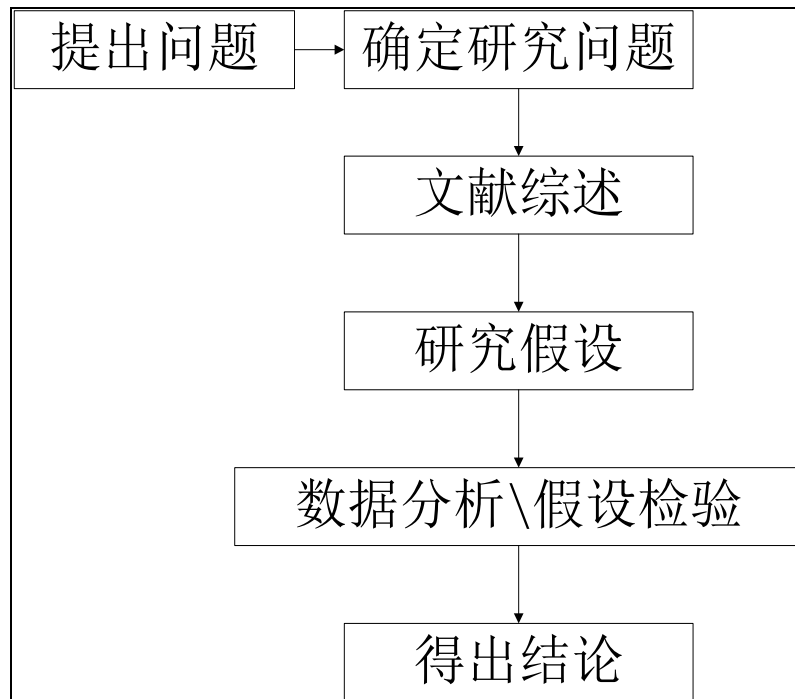 提出问题
确定研究问题
文献综述
研究假设
数据分析\假设检验
得出结论